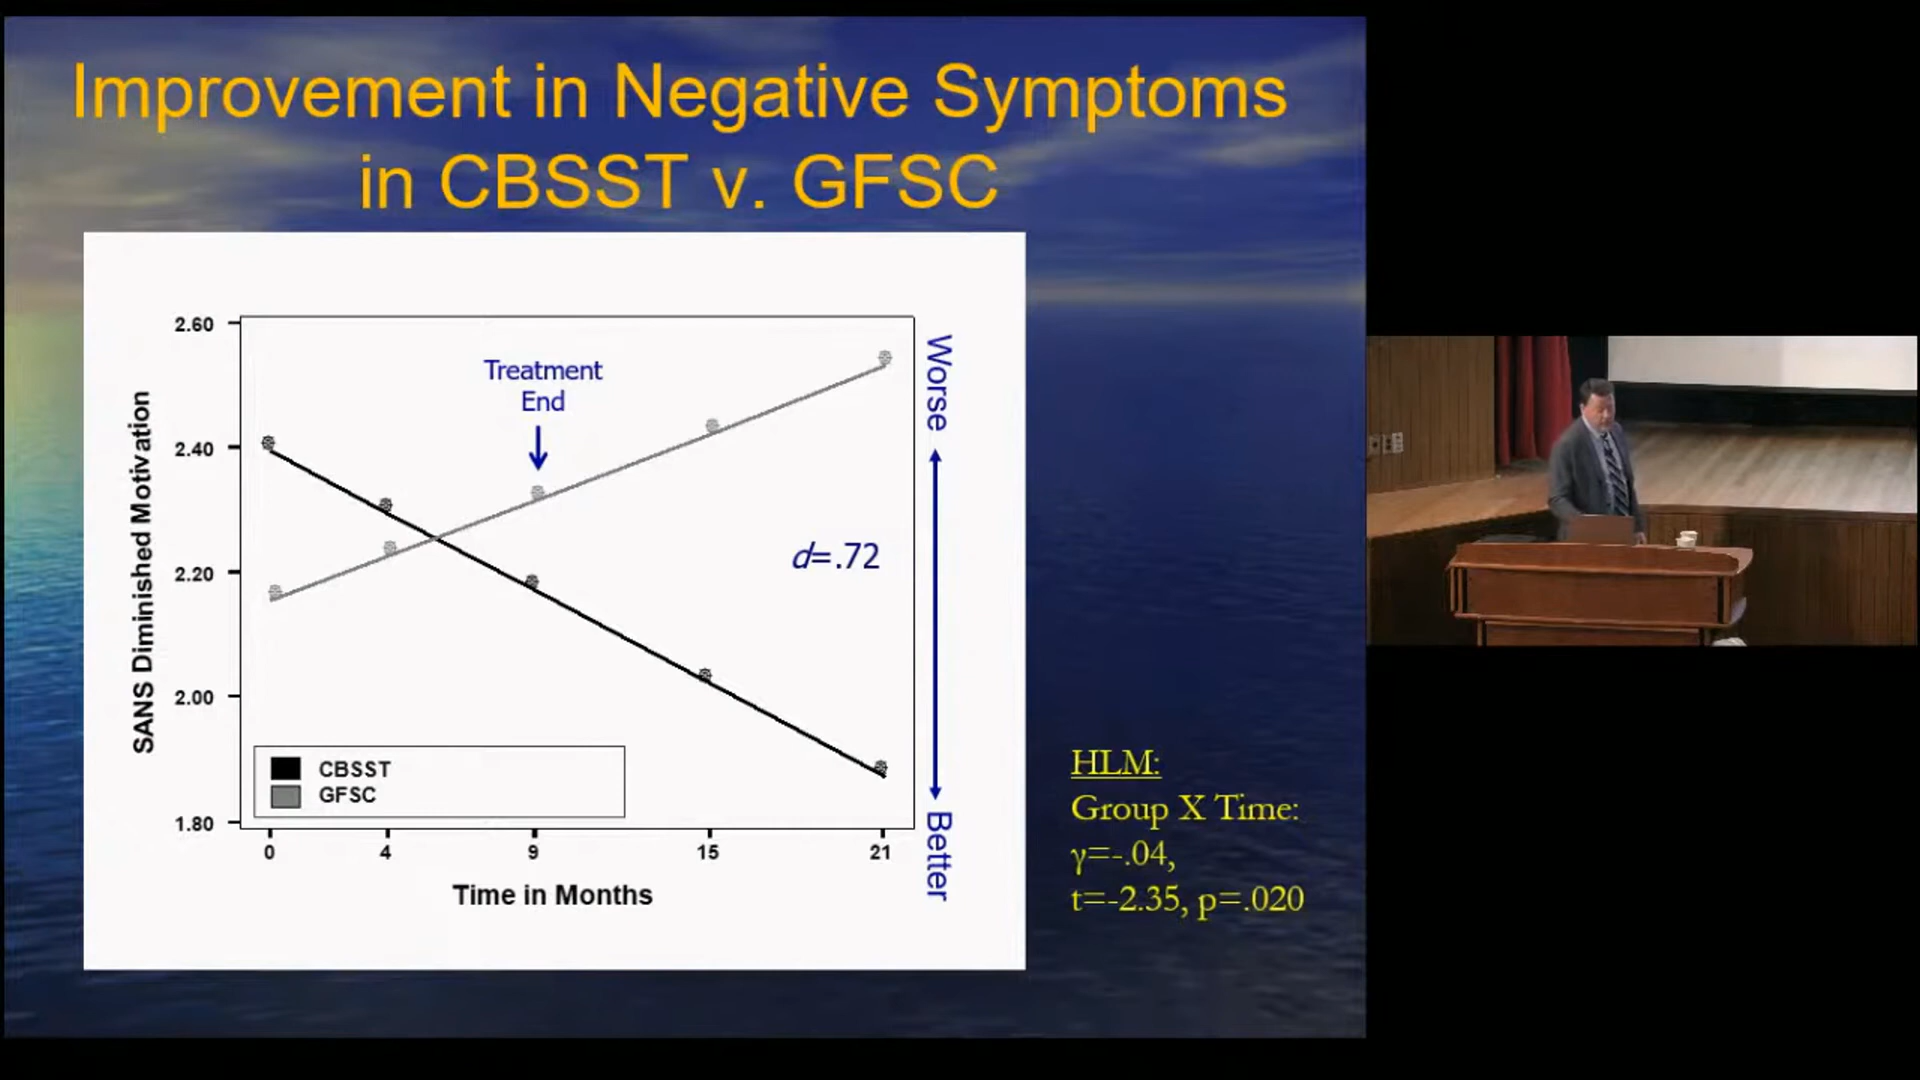 Improvement in Negative Symptoms
in CBSST v. GFSC
SANS Diminished Motivation
2.60
2.40
2.20
2.00
1.80
Treatment
End
d=.72
CBSST
GFSC
0 4 9 15 21
Time in Months
Worse
Better
HLM:
Group X Time:
γ=-.04,
t=-2.35, p=.020